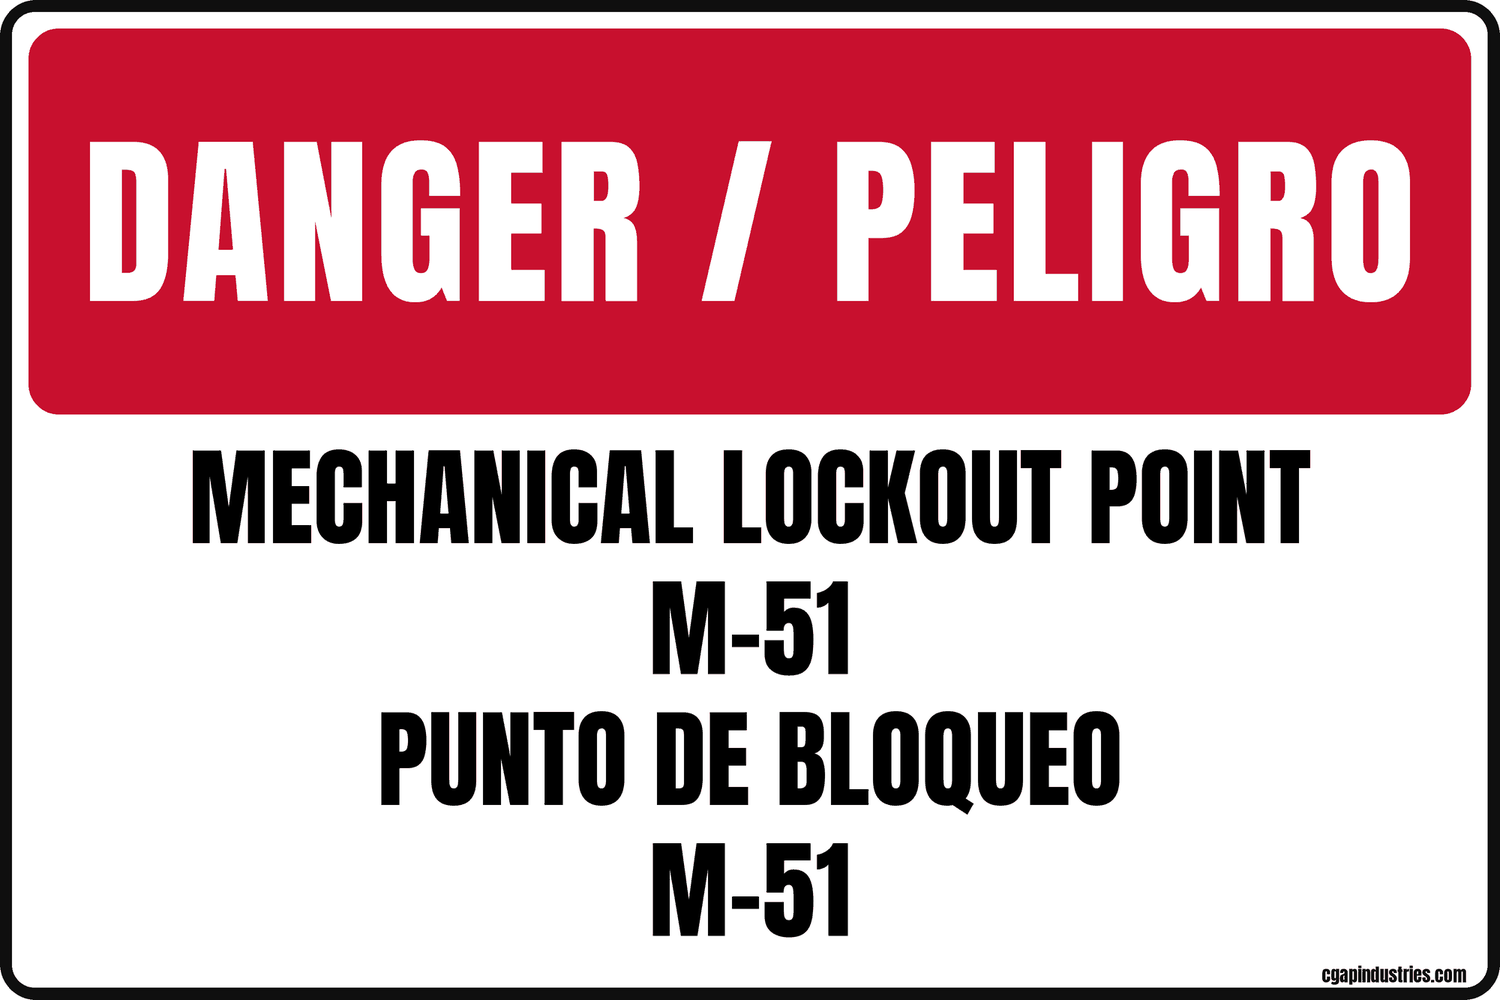 DANGER / PELIGRO
MECHANICAL LOCKOUT POINT
M-51
PUNTO DE BLOQUEO
M-51
cgapindustries.com